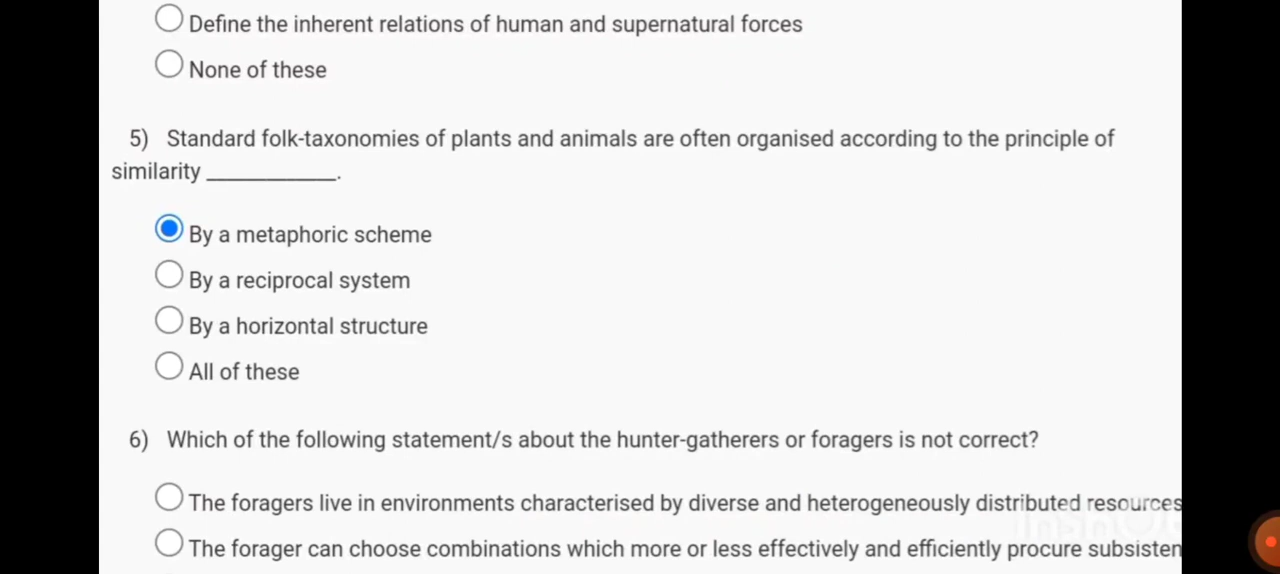 Define the inherent relations of human and supernatural forces
None of these
5) Standard folk-taxonomies of plants and animals are often organised according to the principle of
similarity ___________.
By a metaphoric scheme
By a reciprocal system
By a horizontal structure
All of these
6) Which of the following statement/s about the hunter-gatherers or foragers is not correct?
The foragers live in environments characterised by diverse and heterogeneously distributed resources
The forager can choose combinations which more or less effectively and efficiently procure subsisten